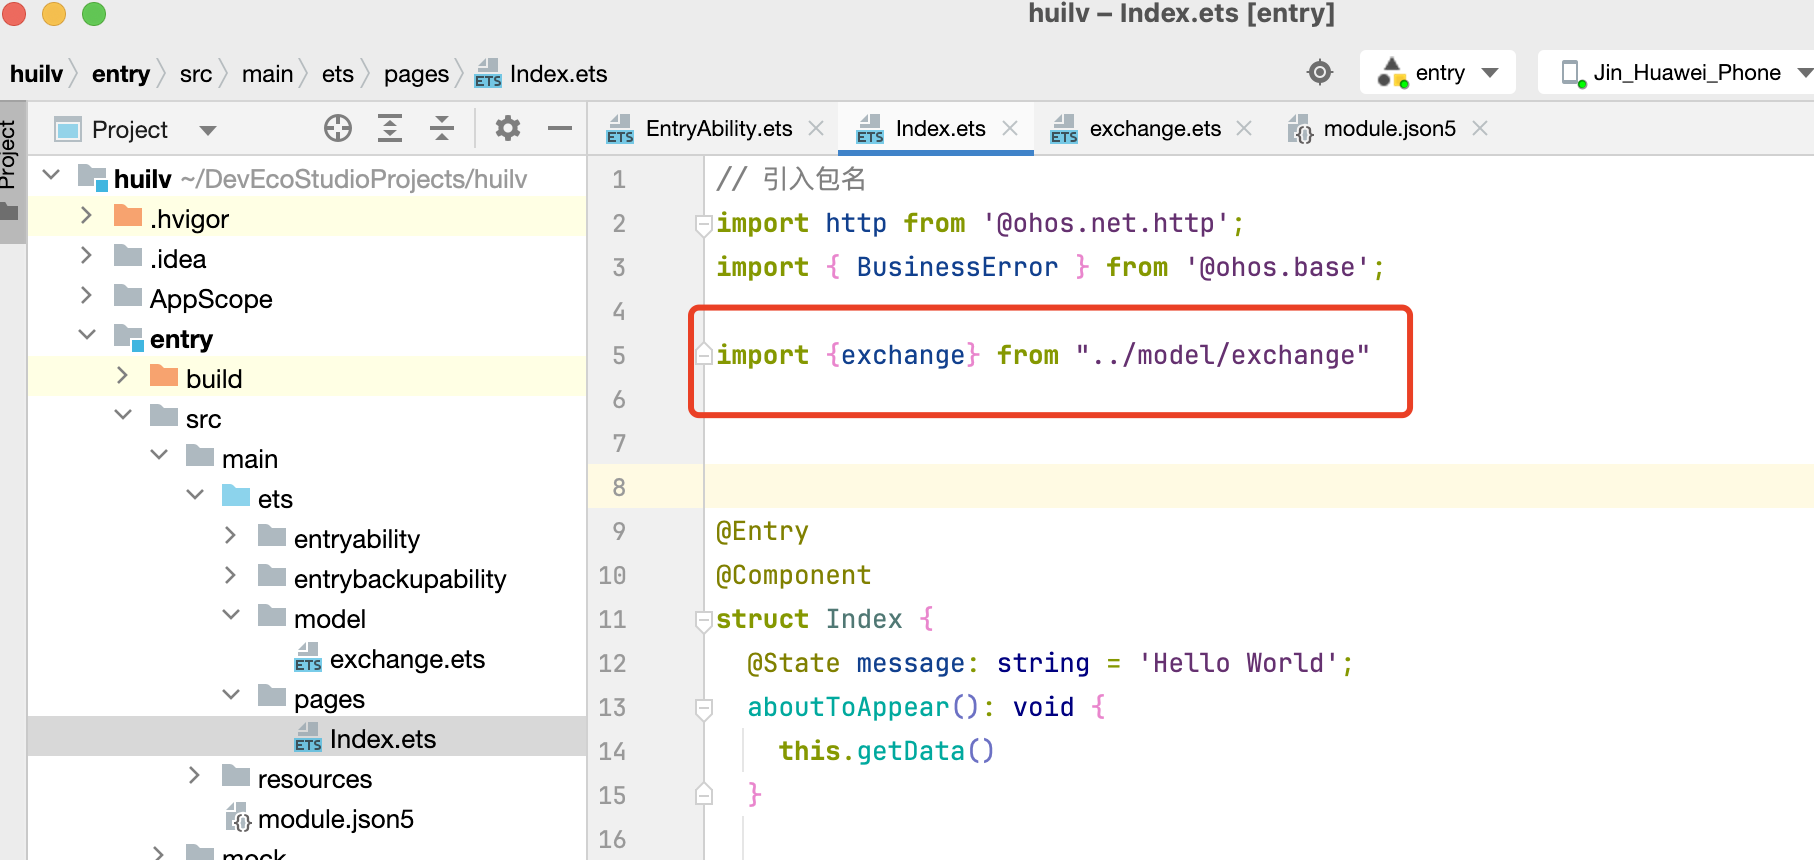 huilv – Index.ets [entry]
huilv entry src main ets pages Index.ets
entry Jin_Huawei_Phone
Project
Project
EntryAbility.ets Index.ets exchange.ets module.json5
huilv ~/DevEcoStudioProjects/huilv
.hvigor
.idea
AppScope
entry
build
src
main
ets
entryability
entrybackupability
model
exchange.ets
pages
Index.ets
resources
module.json5
mock
1 // 引入包名
2 import http from '@ohos.net.http';
3 import { BusinessError } from '@ohos.base';
4
5 import {exchange} from "../model/exchange"
6
7
8
9 @Entry
10 @Component
11 struct Index {
12 @State message: string = 'Hello World';
13 aboutToAppear(): void {
14 this.getData()
15 }
16